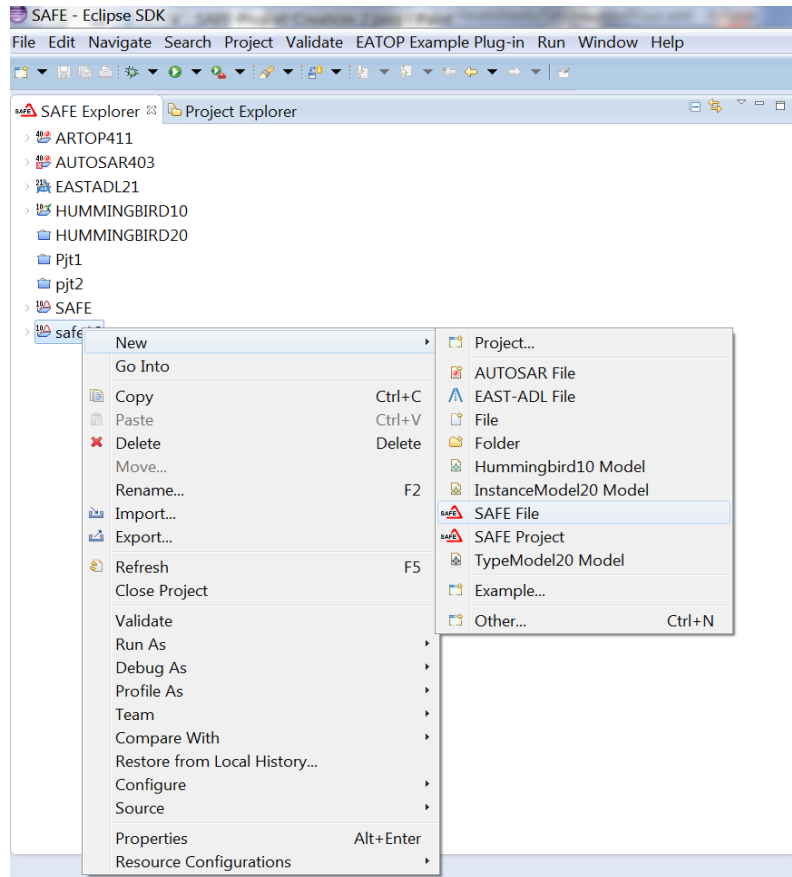 SAFE - Eclipse SDK
File Edit Navigate Search Project Validate EATOP Example Plug-in Run Window Help
SAFE Explorer Project Explorer
ARTOP411
AUTOSAR403
EASTADL21
HUMMINGBIRD10
HUMMINGBIRD20
Pjt1
pjt2
SAFE
safe
New
Go Into
Copy Ctrl+C
Paste Ctrl+V
Delete Delete
Move...
Rename... F2
Import...
Export...
Refresh F5
Close Project
Validate
Run As
Debug As
Profile As
Team
Compare With
Restore from Local History...
Configure
Source
Properties Alt+Enter
Resource Configurations
Project...
AUTOSAR File
EAST-ADL File
File
Folder
Hummingbird10 Model
InstanceModel20 Model
SAFE SAFE File
SAFE SAFE Project
TypeModel20 Model
Example...
Other... Ctrl+N